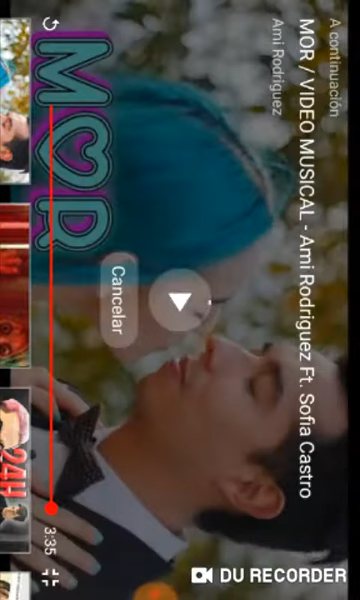 A continuación
MOR / VIDEO MUSICAL - Ami Rodriguez Ft. Sofia Castro
Ami Rodriguez
Cancelar
MOR
3:35
24H
DU RECORDER